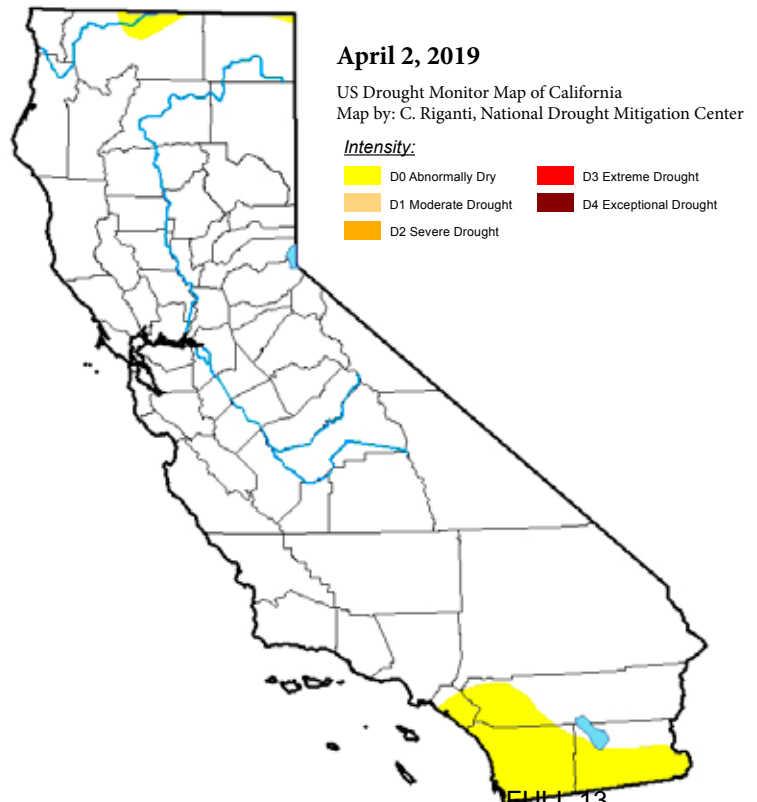 April 2, 2019
US Drought Monitor Map of California
Map by: C. Riganti, National Drought Mitigation Center
Intensity:
D0 Abnormally Dry
D3 Extreme Drought
D1 Moderate Drought
D4 Exceptional Drought
D2 Severe Drought
13